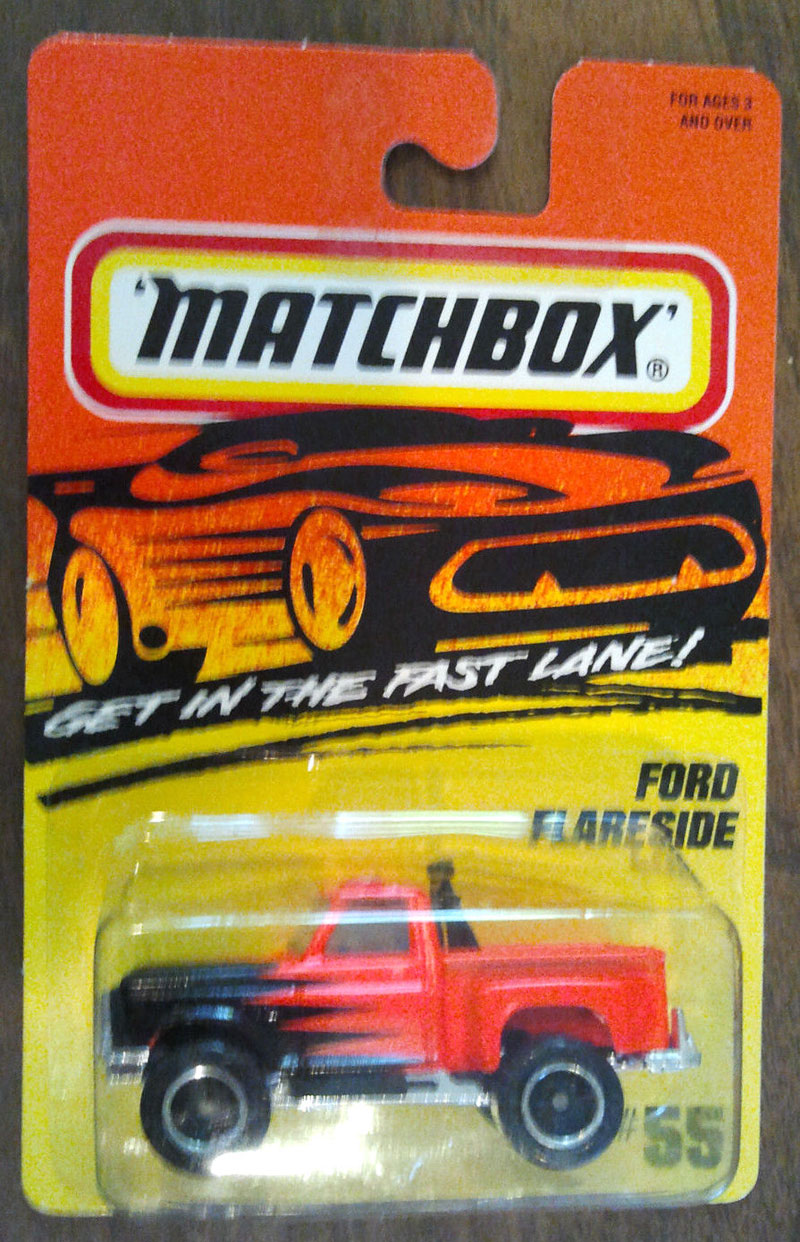 FOR AGES 3
AND OVER
'MATCHBOX'®
GET IN THE FAST LANE!
FORD
FLARESIDE
#55